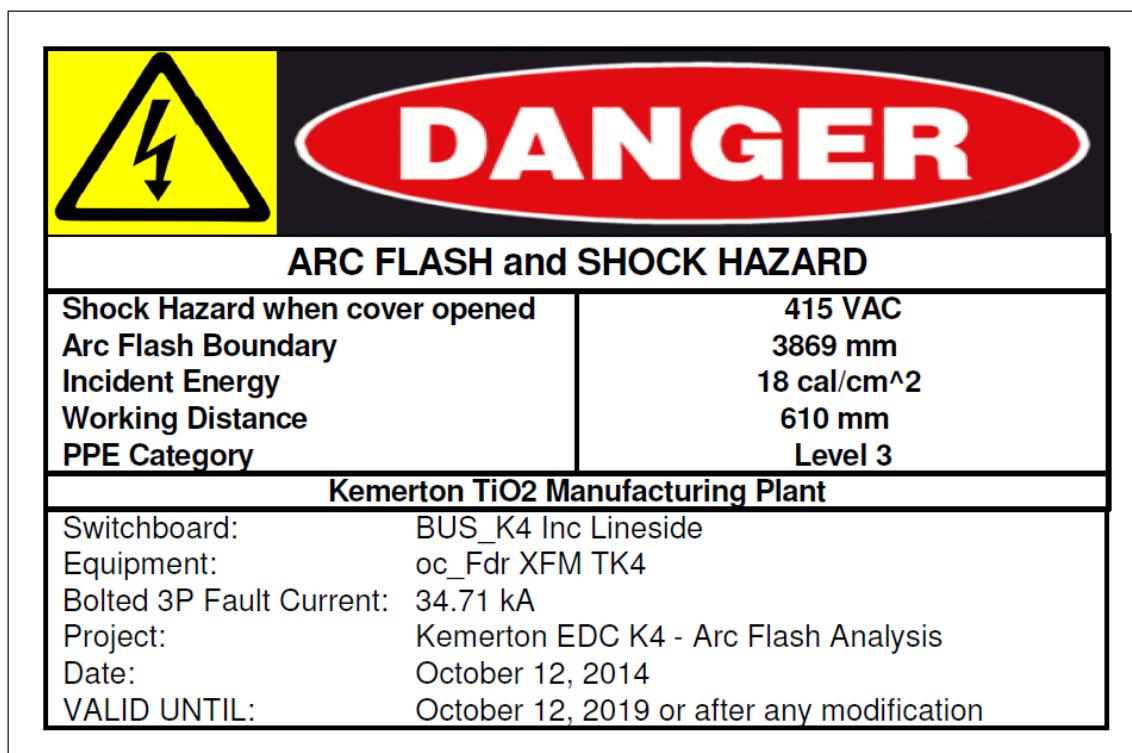 DANGER
ARC FLASH and SHOCK HAZARD
Shock Hazard when cover opened 415 VAC
Arc Flash Boundary 3869 mm
Incident Energy 18 cal/cm^2
Working Distance 610 mm
PPE Category Level 3
Kemerton TiO2 Manufacturing Plant
Switchboard: BUS_K4 Inc Lineside
Equipment: oc_Fdr XFM TK4
Bolted 3P Fault Current: 34.71 kA
Project: Kemerton EDC K4 - Arc Flash Analysis
Date: October 12, 2014
VALID UNTIL: October 12, 2019 or after any modification